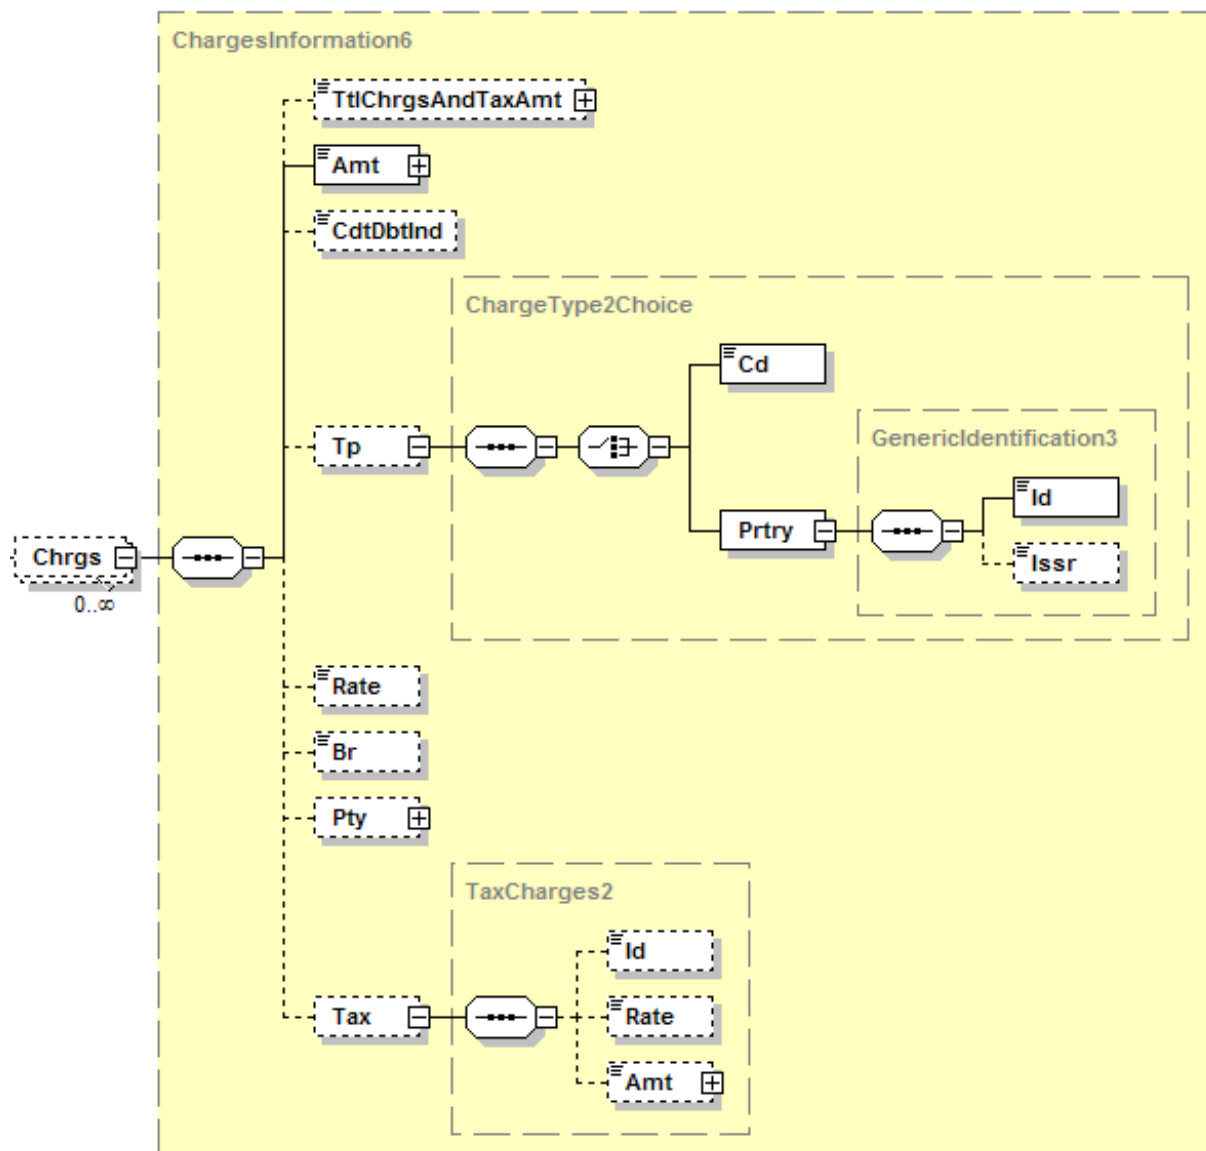 ChargesInformation6
TtlChrgsAndTaxAmt
Amt
CdtDbtInd
ChargeType2Choice
Cd
GenericIdentification3
Tp
Id
Prtry
Issr
Chrgs
0..∞
Rate
Br
Pty
TaxCharges2
Id
Tax
Rate
Amt